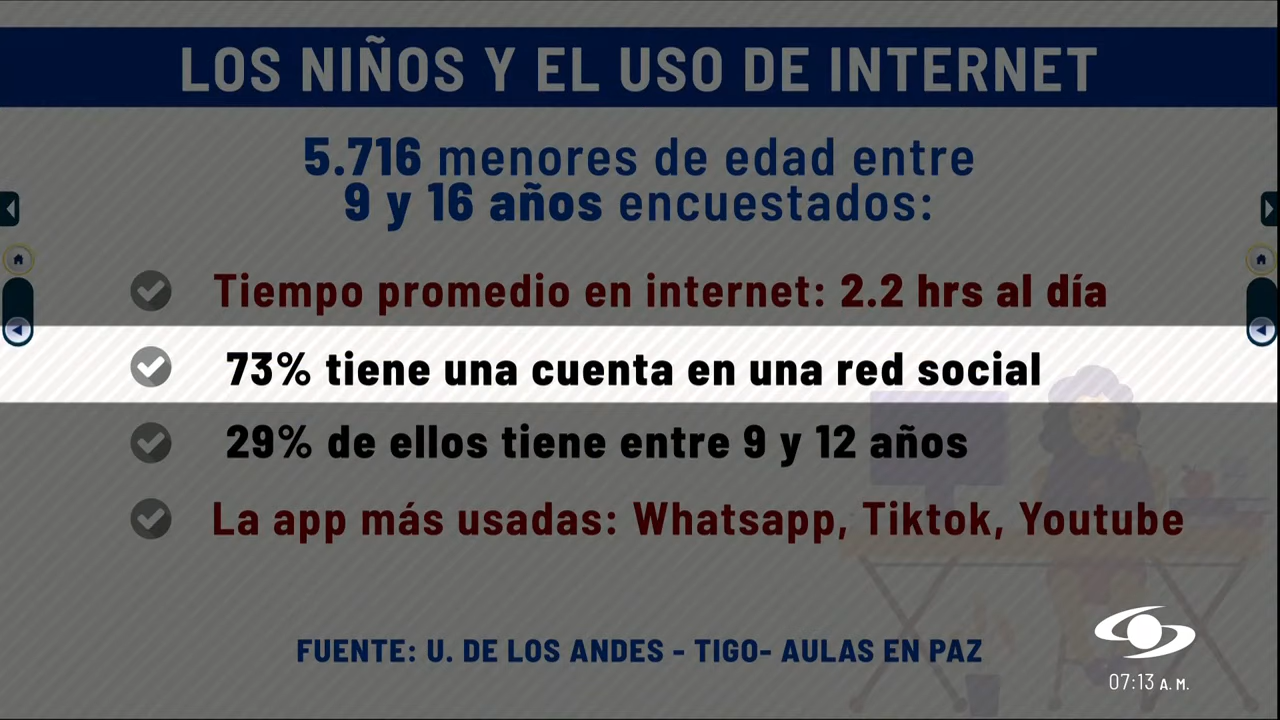 LOS NIÑOS Y EL USO DE INTERNET
5.716 menores de edad entre
9 y 16 años encuestados:
Tiempo promedio en internet: 2.2 hrs al día
73% tiene una cuenta en una red social
29% de ellos tiene entre 9 y 12 años
La app más usadas: Whatsapp, Tiktok, Youtube
FUENTE: U. DE LOS ANDES - TIGO- AULAS EN PAZ
07:13 A. M.